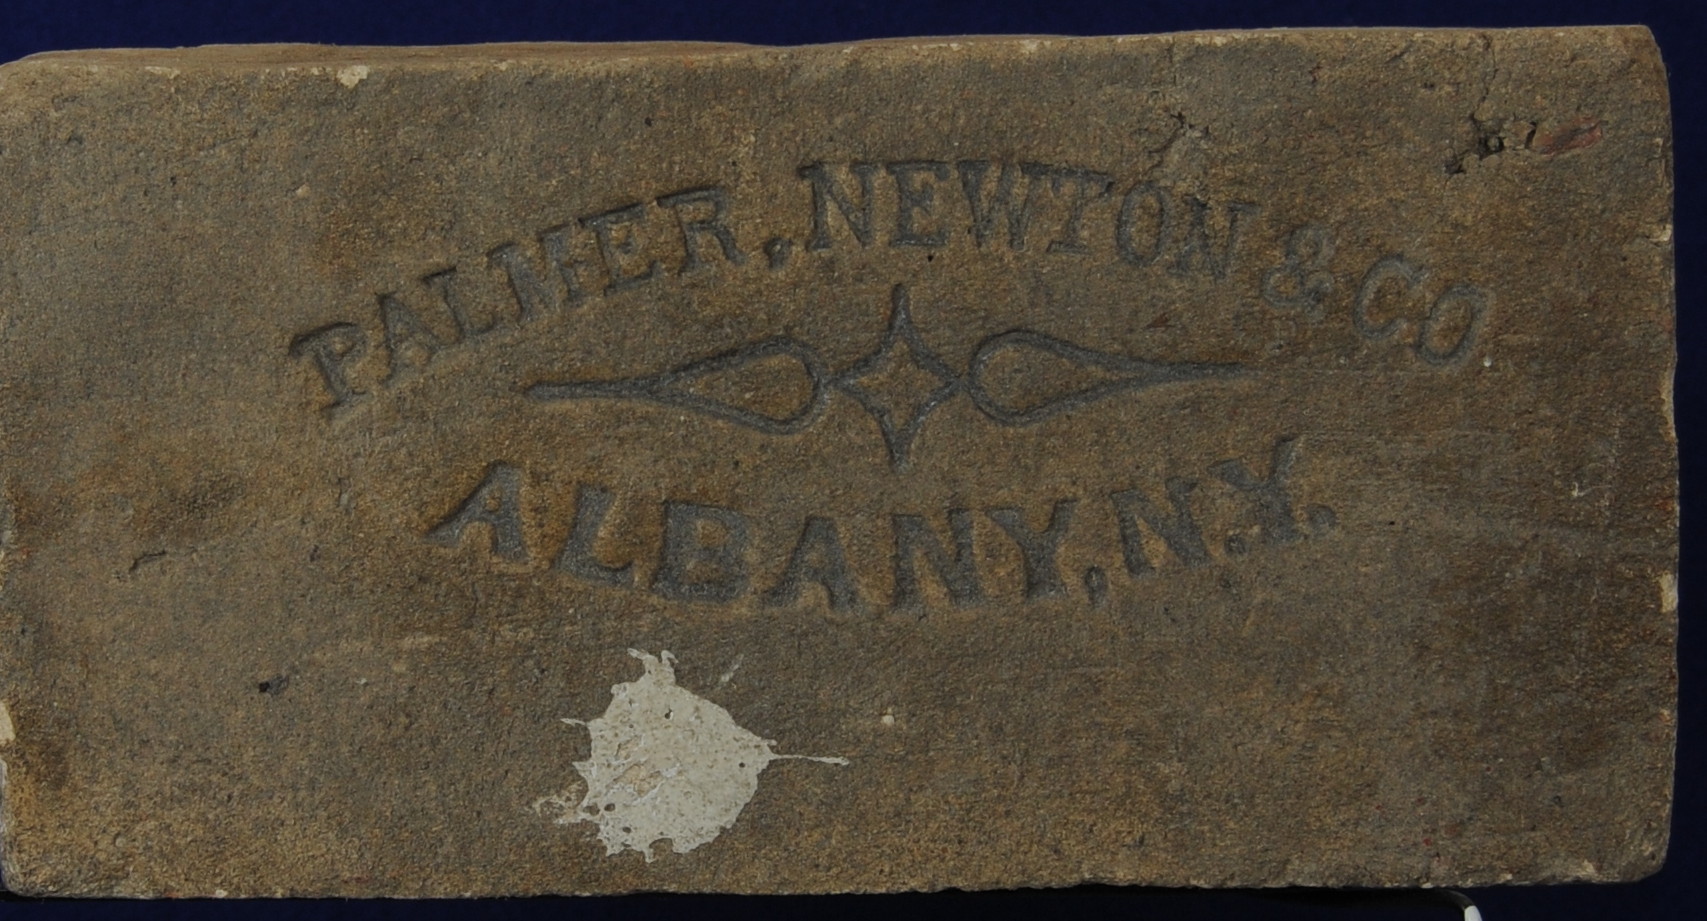 PALMER, NEWTON & CO
ALBANY, N.Y.